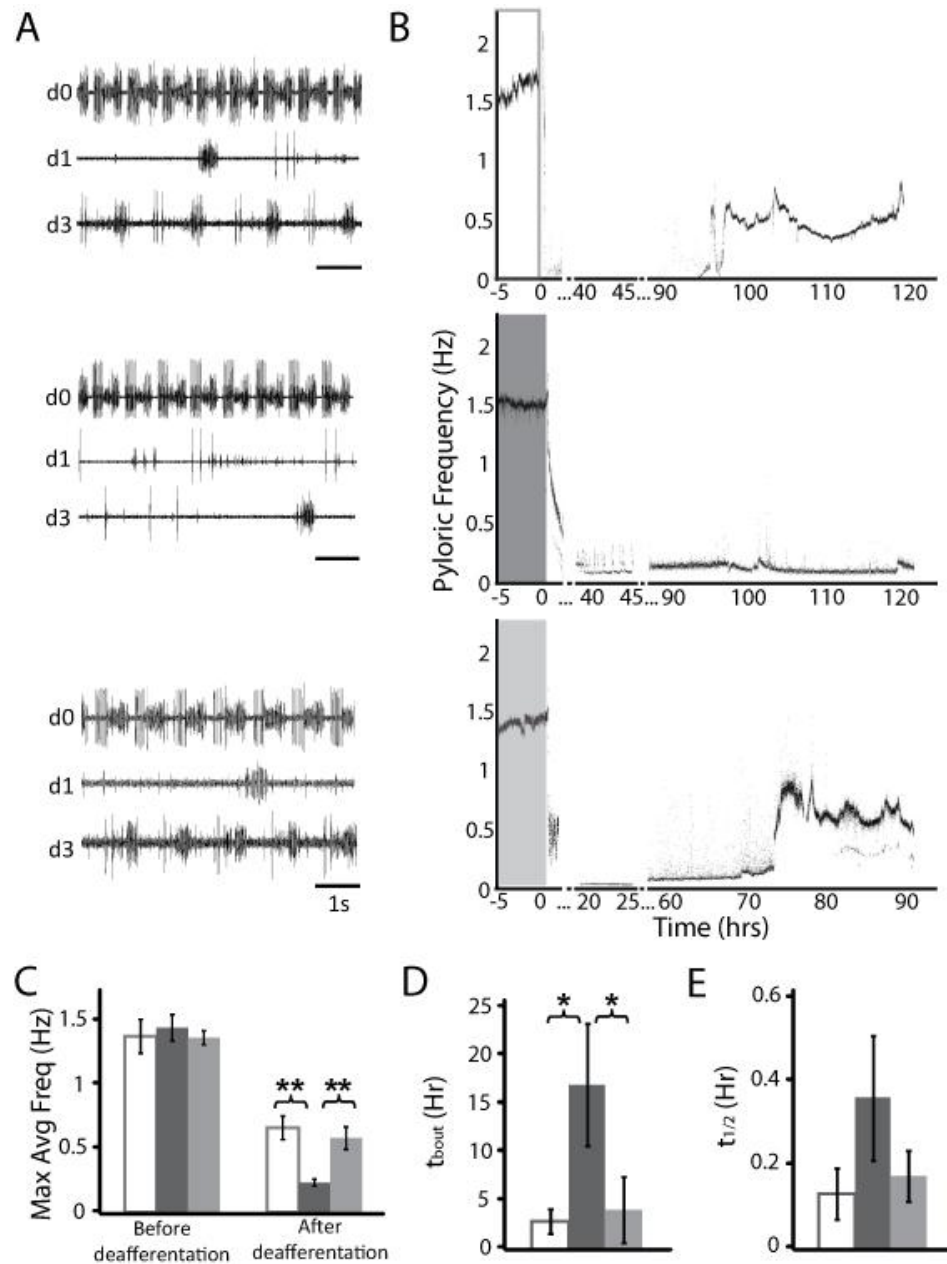 A
d0
d1
d3
d0
d1
d3
d0
d1
d3
1s
B
Pyloric Frequency (Hz)
2
1.5
1
0.5
0
-5 0 ...40 45...90 100 110 120
2
1.5
1
0.5
0
-5 0 ... 40 45...90 100 110 120
2
1.5
1
0.5
0
-5 0 ... 20 25...60 70 80 90
Time (hrs)
C
Max Avg Freq (Hz)
1.5
1
0.5
0
** **
Before deafferentation
After deafferentation
D
tbout (Hr)
25
20
15
10
5
0
* *
E
t1/2 (Hr)
0.6
0.4
0.2
0